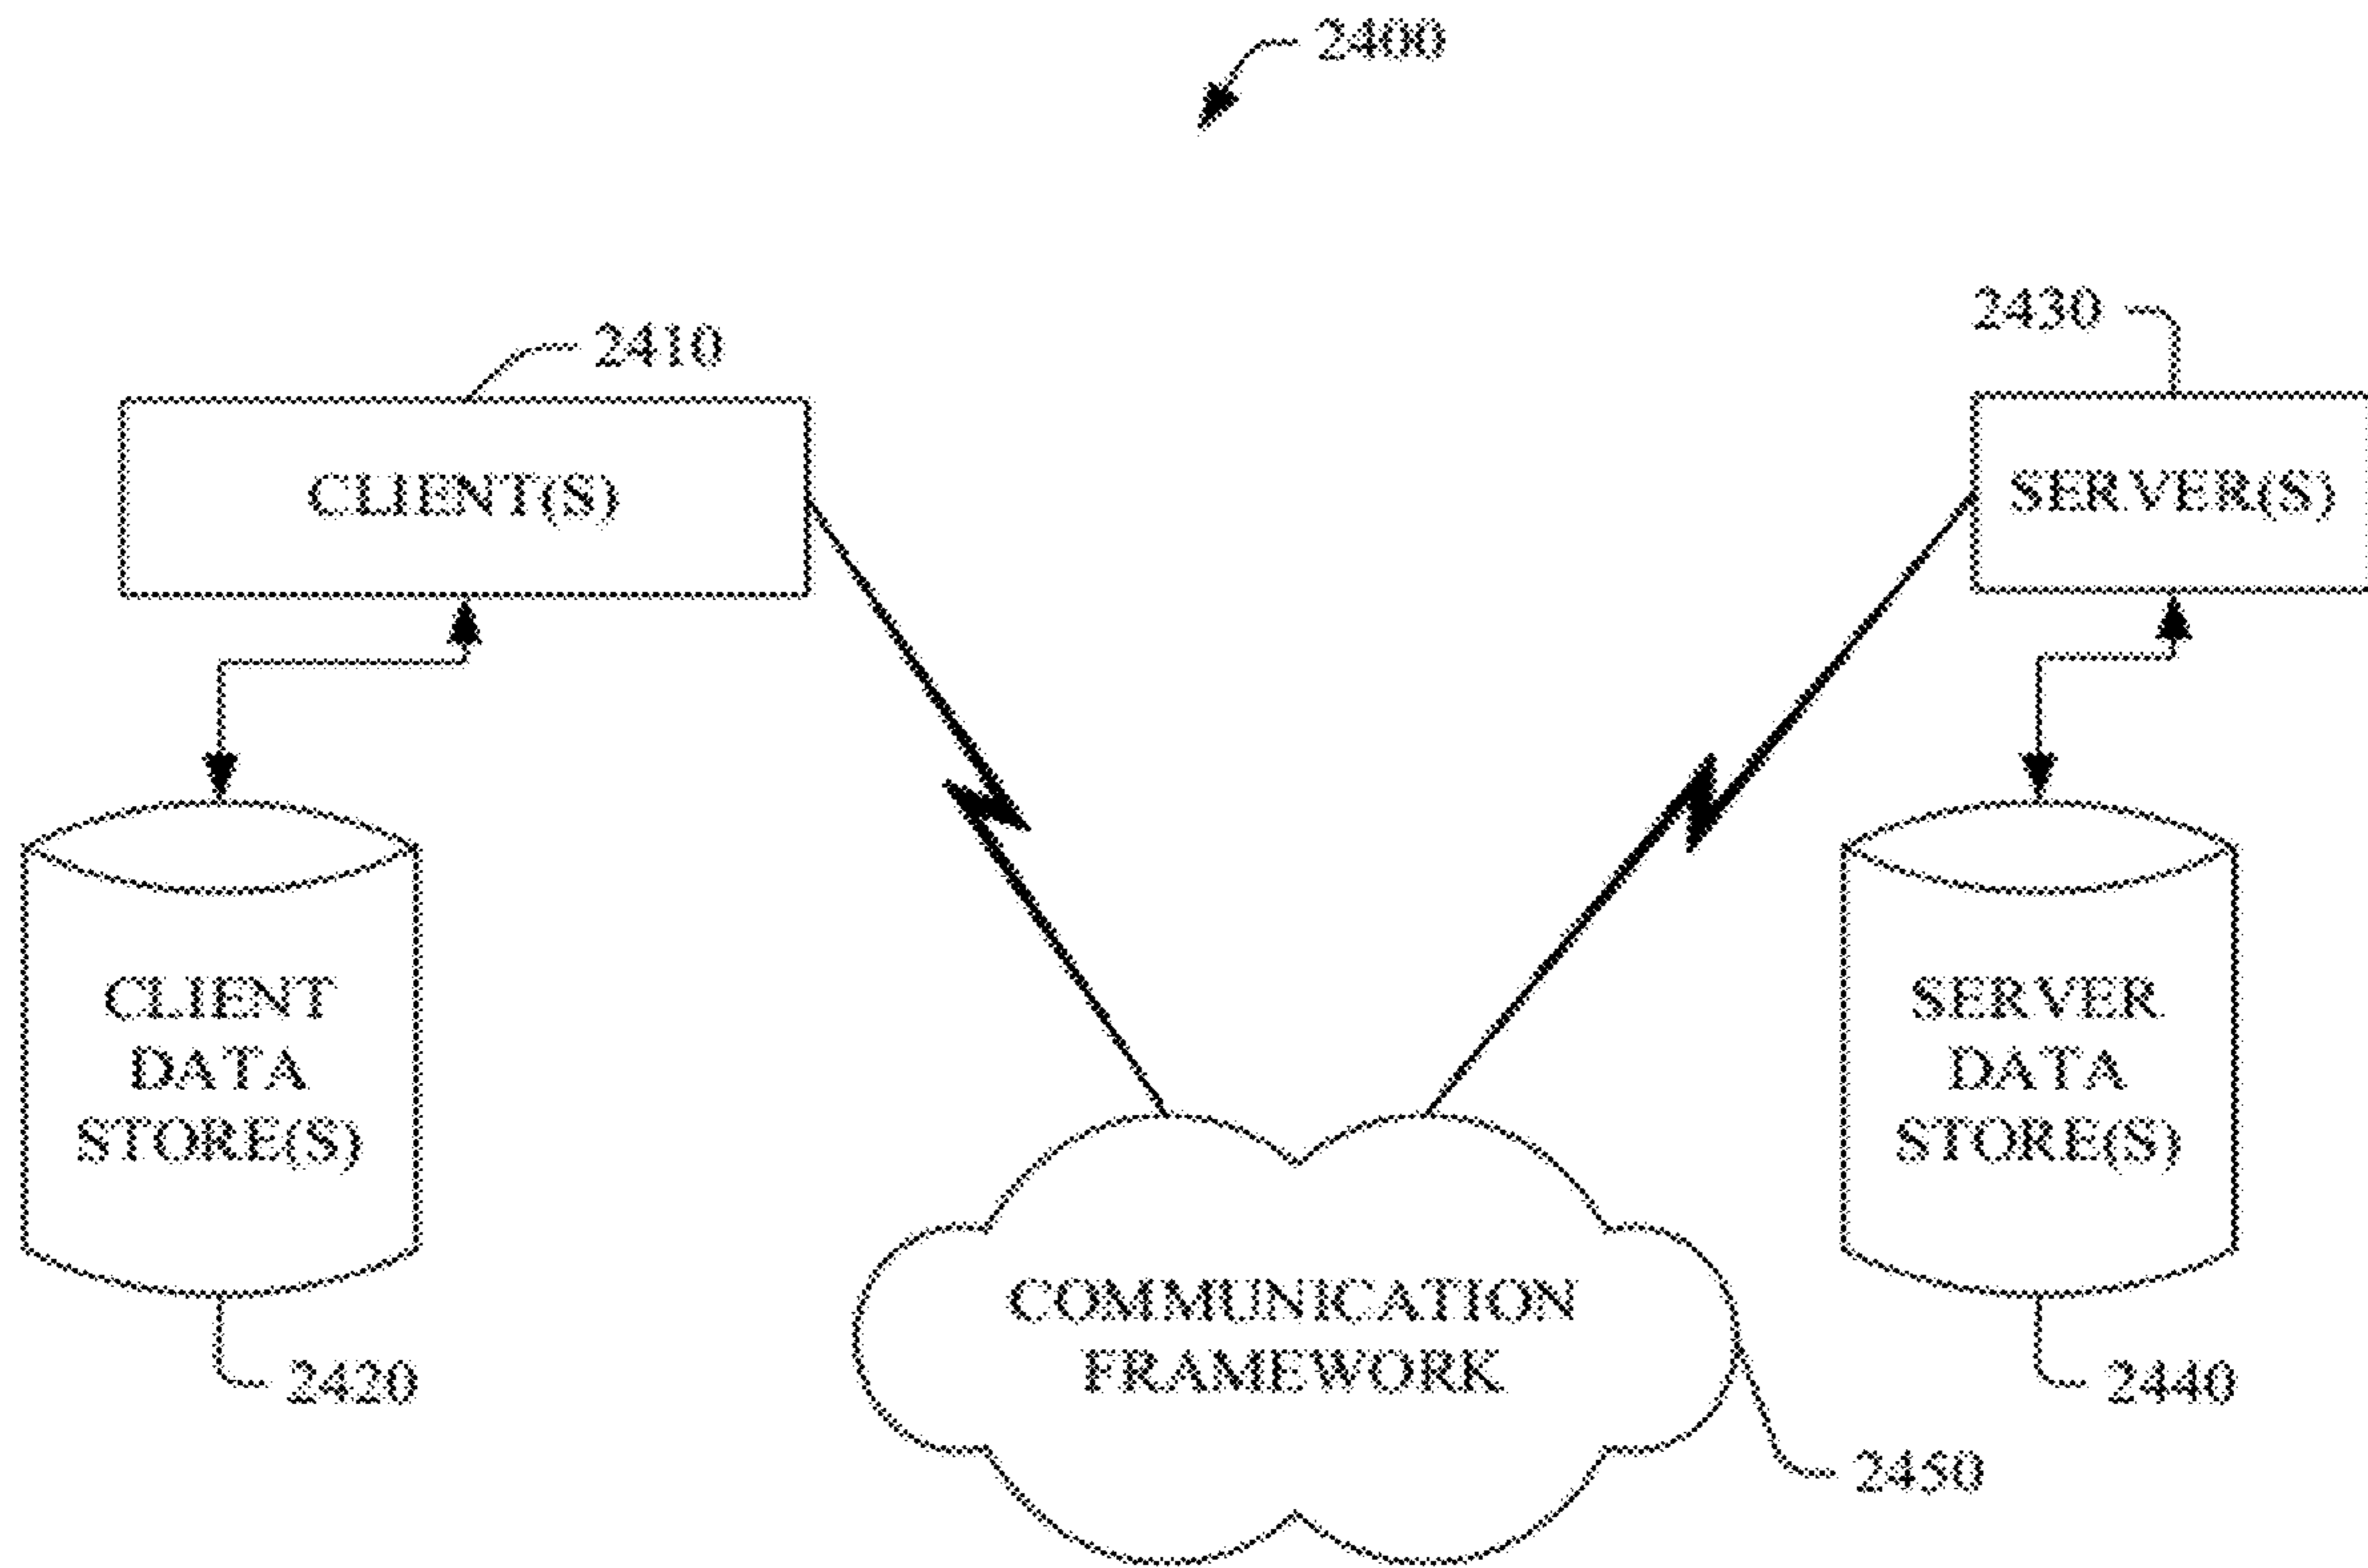 2400
2410
2430
CLIENT(S)
SERVER(S)
CLIENT
DATA
STORE(S)
SERVER
DATA
STORE(S)
COMMUNICATION
FRAMEWORK
2420
2440
2450